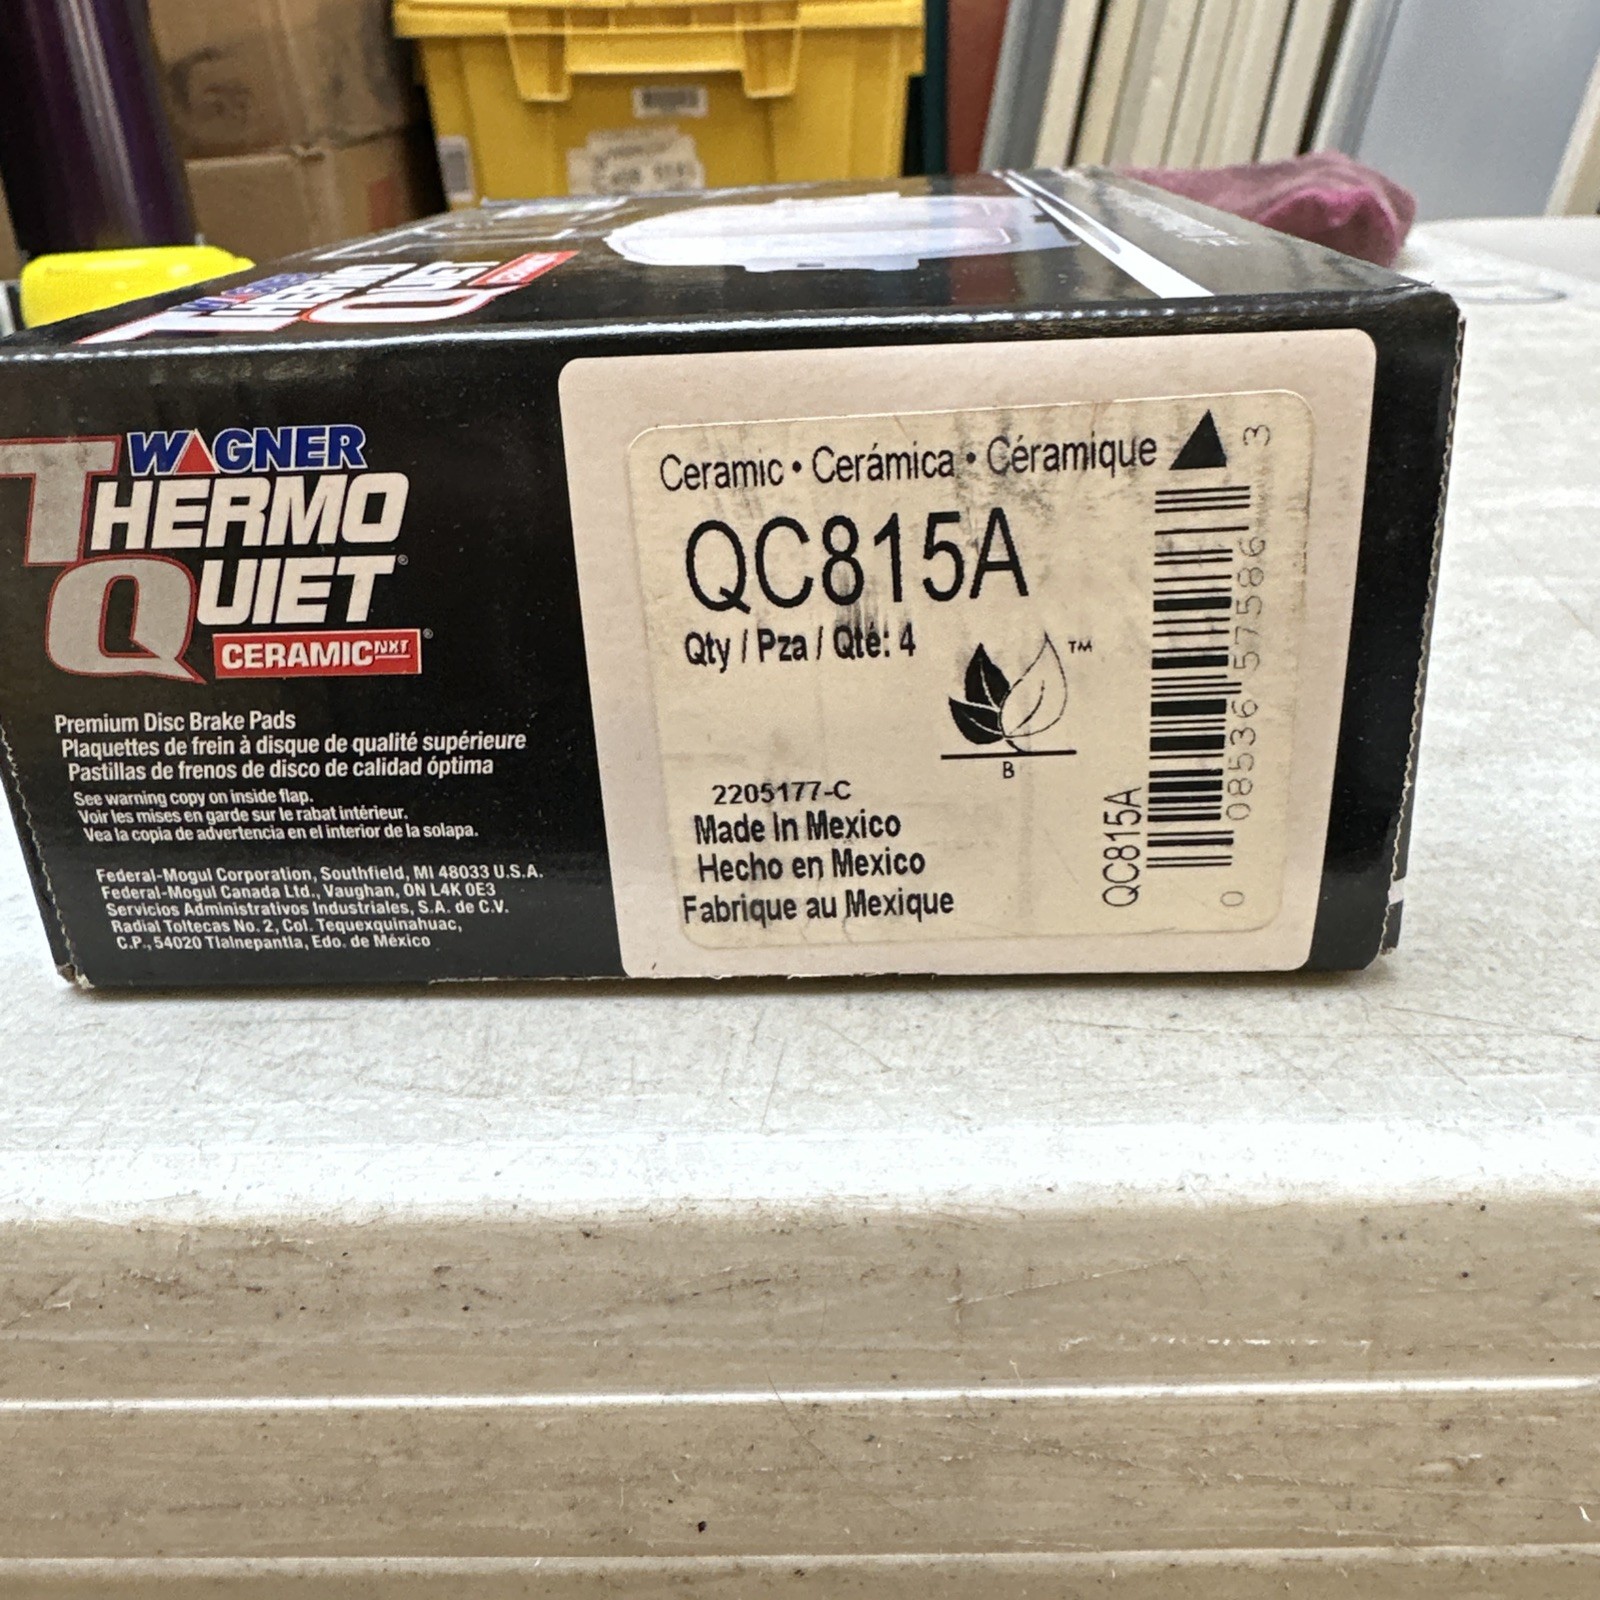 WAGNER
THERMO
QUIET
CERAMIC
WAGNER
THERMO
QUIET®
CERAMICNXT®
Premium Disc Brake Pads
Plaquettes de frein à disque de qualité supérieure
Pastillas de frenos de disco de calidad óptima
See warning copy on inside flap.
Voir les mises en garde sur le rabat intérieur.
Vea la copia de advertencia en el interior de la solapa.
Federal-Mogul Corporation, Southfield, MI 48033 U.S.A.
Federal-Mogul Canada Ltd., Vaughan, ON L4K 0E3
Servicios Administrativos Industriales, S.A. de C.V.
Radial Toltecas No. 2, Col. Tequexquinahuac,
C.P., 54020 Tlalnepantla, Edo. de México
Ceramic • Cerámica • Céramique
QC815A
Qty / Pza / Qté: 4
TM
B
2205177-C
Made In Mexico
Hecho en Mexico
Fabrique au Mexique
QC815A
0 08536 57586 3